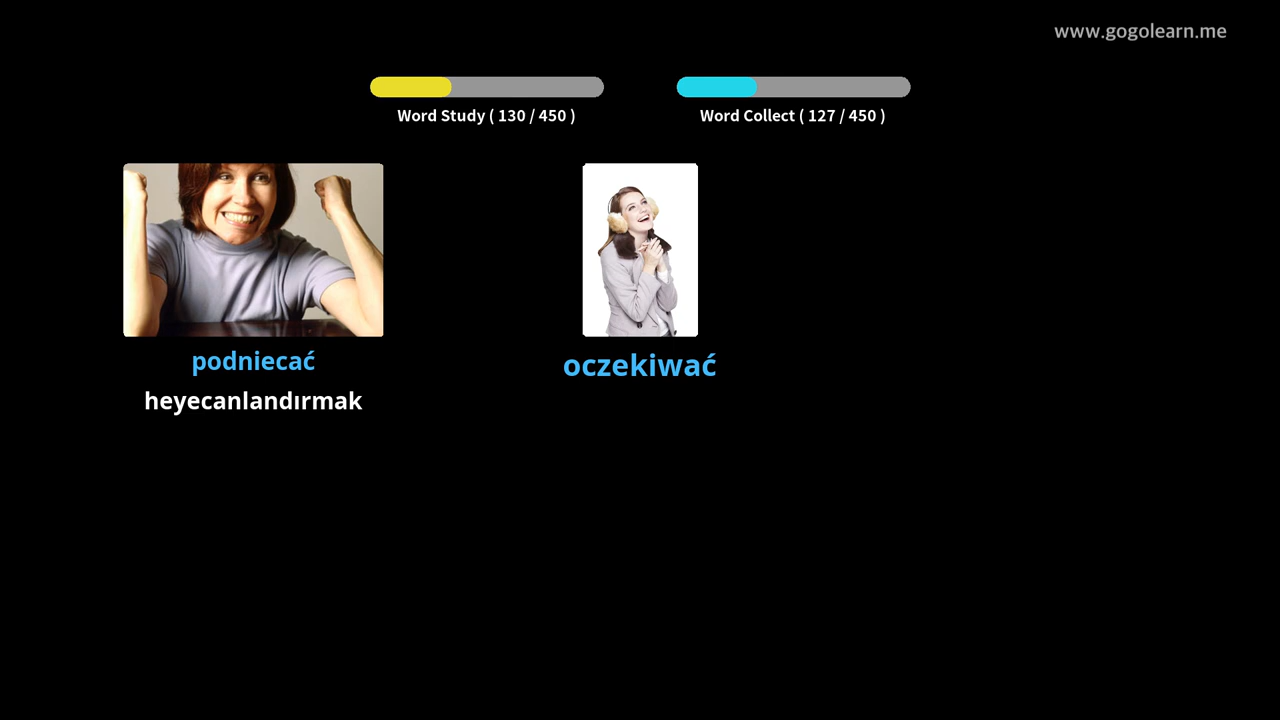 www.gogolearn.me
Word Study ( 130 / 450 )
Word Collect ( 127 / 450 )
podniecać
heyecanlandırmak
oczekiwać